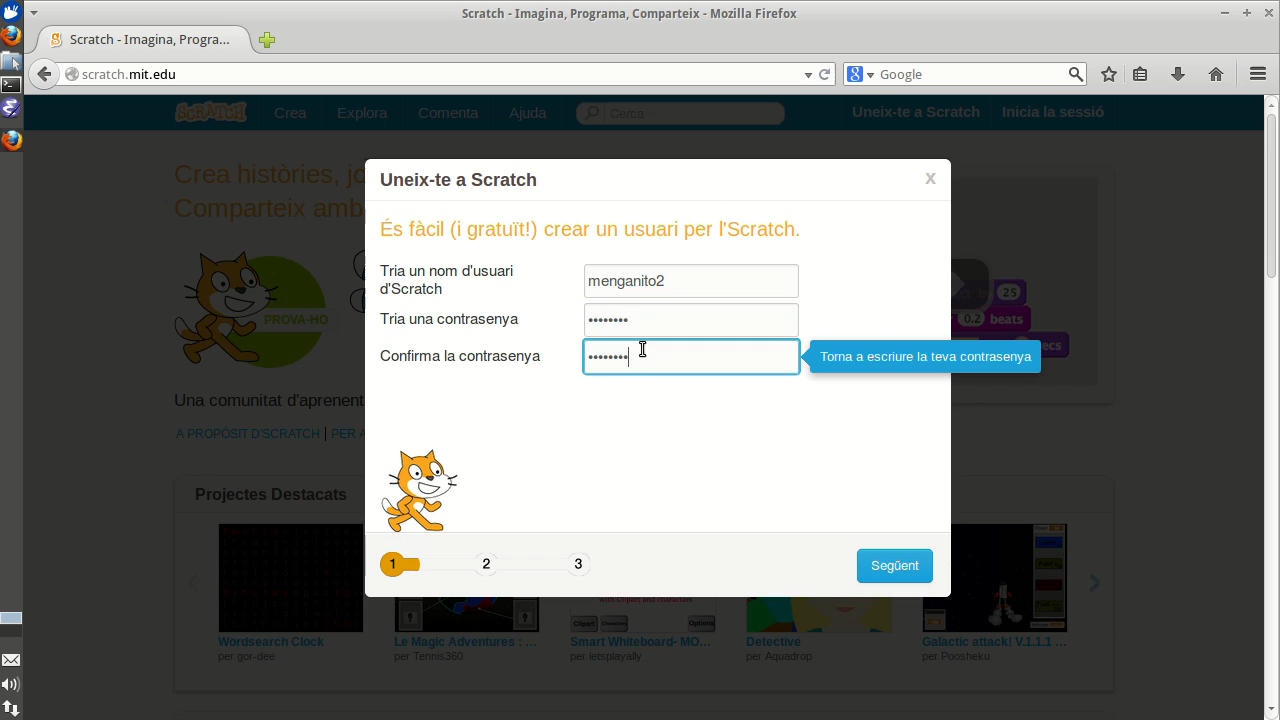 Scratch - Imagina, Programa, Comparteix - Mozilla Firefox
Scratch - Imagina, Progra...
scratch.mit.edu
Google
SCRATCH
Crea
Explora
Comenta
Ajuda
Cerca
Uneix-te a Scratch
Inicia la sessió
Crea històries, jo
Comparteix amb
PROVA-HO
25
0.2 beats
ecs
Una comunitat d'aprenent
A PROPÒSIT D'SCRATCH | PER A
Uneix-te a Scratch
X
És fàcil (i gratuït!) crear un usuari per l'Scratch.
Tria un nom d'usuari
d'Scratch
menganito2
Tria una contrasenya
••••••••
Confirma la contrasenya
••••••••
Torna a escriure la teva contrasenya
1
2
3
Següent
Projectes Destacats
Clipart
Options
Wordsearch Clock
per gor-dee
Le Magic Adventures : ...
per Tennis360
Smart Whiteboard- MO...
per letsplayally
Detective
per Aquadrop
Galactic attack! V.1.1.1 ...
per Poosheku